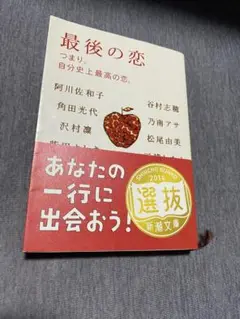 最後の恋
つまり、
自分史上最高の恋。
阿川佐和子
角田光代
沢村凜
谷村志穂
乃南アサ
松尾由美
あなたの
一行に
出会おう!
2014
選抜
新潮文庫